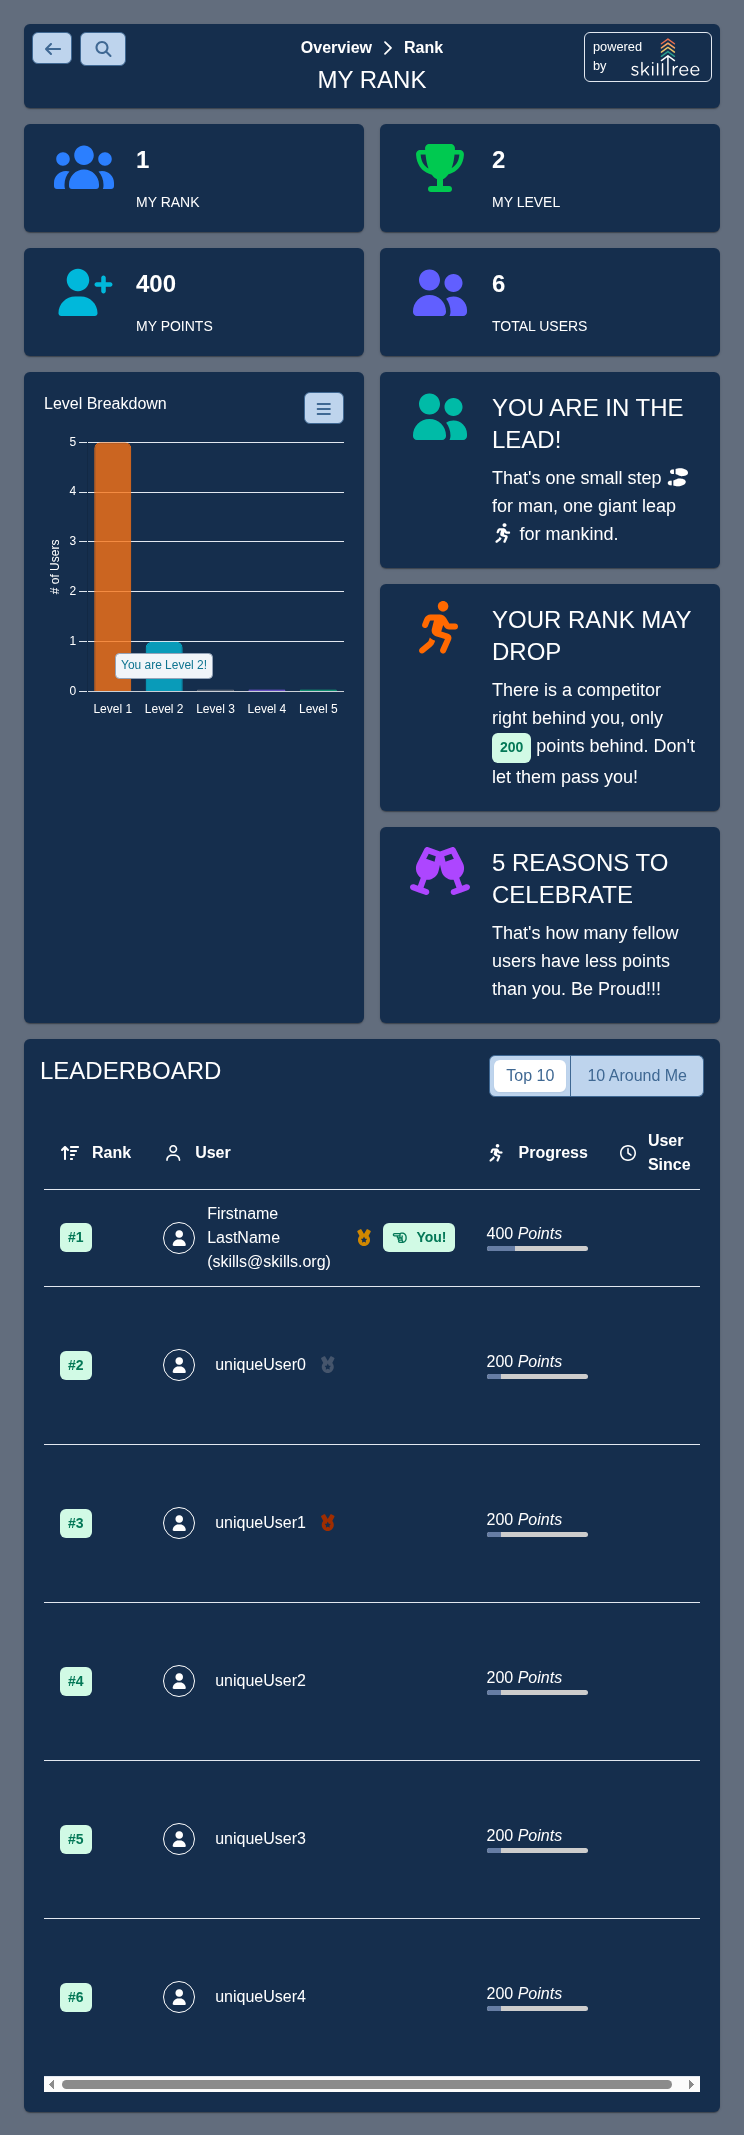 Overview > Rank
MY RANK
powered
by
skilltree
1
MY RANK
2
MY LEVEL
400
MY POINTS
6
TOTAL USERS
Level Breakdown
5
4
3
2
1
0
# of Users
You are Level 2!
Level 1 Level 2 Level 3 Level 4 Level 5
YOU ARE IN THE
LEAD!
That's one small step
for man, one giant leap
for mankind.
YOUR RANK MAY
DROP
There is a competitor
right behind you, only
200 points behind. Don't
let them pass you!
5 REASONS TO
CELEBRATE
That's how many fellow
users have less points
than you. Be Proud!!!
LEADERBOARD
Top 10 10 Around Me
Rank User Progress User
Since
#1 Firstname
LastName
(skills@skills.org) You! 400 Points
#2 uniqueUser0 200 Points
#3 uniqueUser1 200 Points
#4 uniqueUser2 200 Points
#5 uniqueUser3 200 Points
#6 uniqueUser4 200 Points